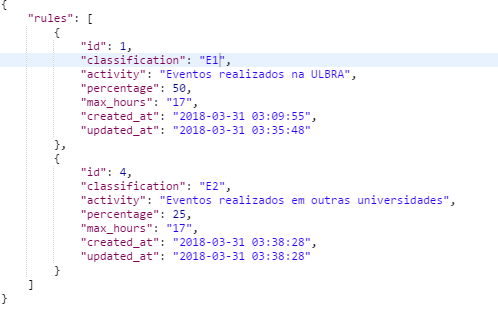 {
"rules": [
{
"id": 1,
"classification": "E1",
"activity": "Eventos realizados na ULBRA",
"percentage": 50,
"max_hours": "17",
"created_at": "2018-03-31 03:09:55",
"updated_at": "2018-03-31 03:35:48"
},
{
"id": 4,
"classification": "E2",
"activity": "Eventos realizados em outras universidades",
"percentage": 25,
"max_hours": "17",
"created_at": "2018-03-31 03:38:28",
"updated_at": "2018-03-31 03:38:28"
}
]
}